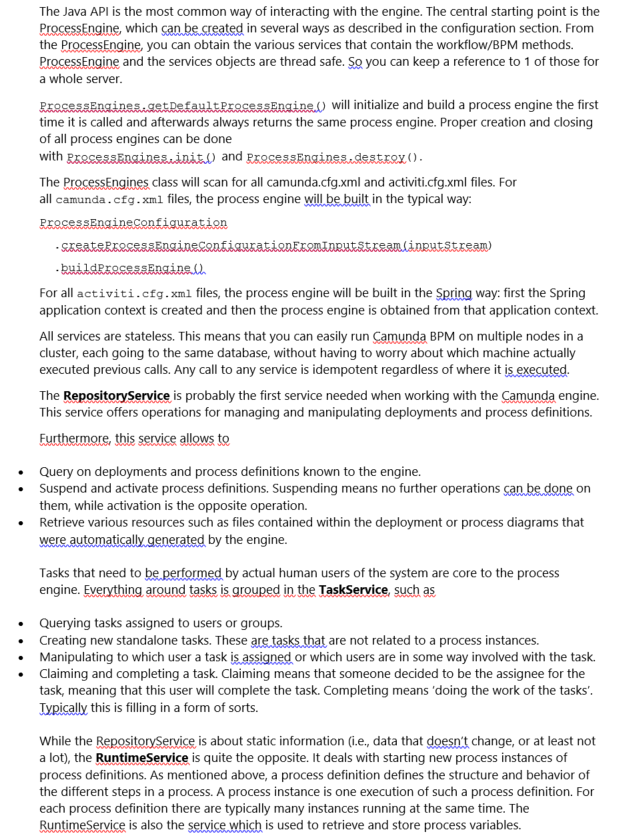 The Java API is the most common way of interacting with the engine. The central starting point is the
ProcessEngine, which can be created in several ways as described in the configuration section. From
the ProcessEngine, you can obtain the various services that contain the workflow/BPM methods.
ProcessEngine and the services objects are thread safe. So you can keep a reference to 1 of those for
a whole server.
ProcessEngines.getDefaultProcessEngine() will initialize and build a process engine the first
time it is called and afterwards always returns the same process engine. Proper creation and closing
of all process engines can be done
with ProcessEngines.init() and ProcessEngines.destroy().
The ProcessEngines class will scan for all camunda.cfg.xml and activiti.cfg.xml files. For
all camunda.cfg.xml files, the process engine will be built in the typical way:
ProcessEngineConfiguration
.createProcessEngineConfigurationFromInputStream(inputStream)
.buildProcessEngine()
For all activiti.cfg.xml files, the process engine will be built in the Spring way: first the Spring
application context is created and then the process engine is obtained from that application context.
All services are stateless. This means that you can easily run Camunda BPM on multiple nodes in a
cluster, each going to the same database, without having to worry about which machine actually
executed previous calls. Any call to any service is idempotent regardless of where it is executed.
The RepositoryService is probably the first service needed when working with the Camunda engine.
This service offers operations for managing and manipulating deployments and process definitions.
Furthermore, this service allows to
• Query on deployments and process definitions known to the engine.
• Suspend and activate process definitions. Suspending means no further operations can be done on
them, while activation is the opposite operation.
• Retrieve various resources such as files contained within the deployment or process diagrams that
were automatically generated by the engine.
Tasks that need to be performed by actual human users of the system are core to the process
engine. Everything around tasks is grouped in the TaskService, such as
• Querying tasks assigned to users or groups.
• Creating new standalone tasks. These are tasks that are not related to a process instances.
• Manipulating to which user a task is assigned or which users are in some way involved with the task.
• Claiming and completing a task. Claiming means that someone decided to be the assignee for the
task, meaning that this user will complete the task. Completing means 'doing the work of the tasks'.
Typically this is filling in a form of sorts.
While the RepositoryService is about static information (i.e., data that doesn't change, or at least not
a lot), the RuntimeService is quite the opposite. It deals with starting new process instances of
process definitions. As mentioned above, a process definition defines the structure and behavior of
the different steps in a process. A process instance is one execution of such a process definition. For
each process definition there are typically many instances running at the same time. The
RuntimeService is also the service which is used to retrieve and store process variables.